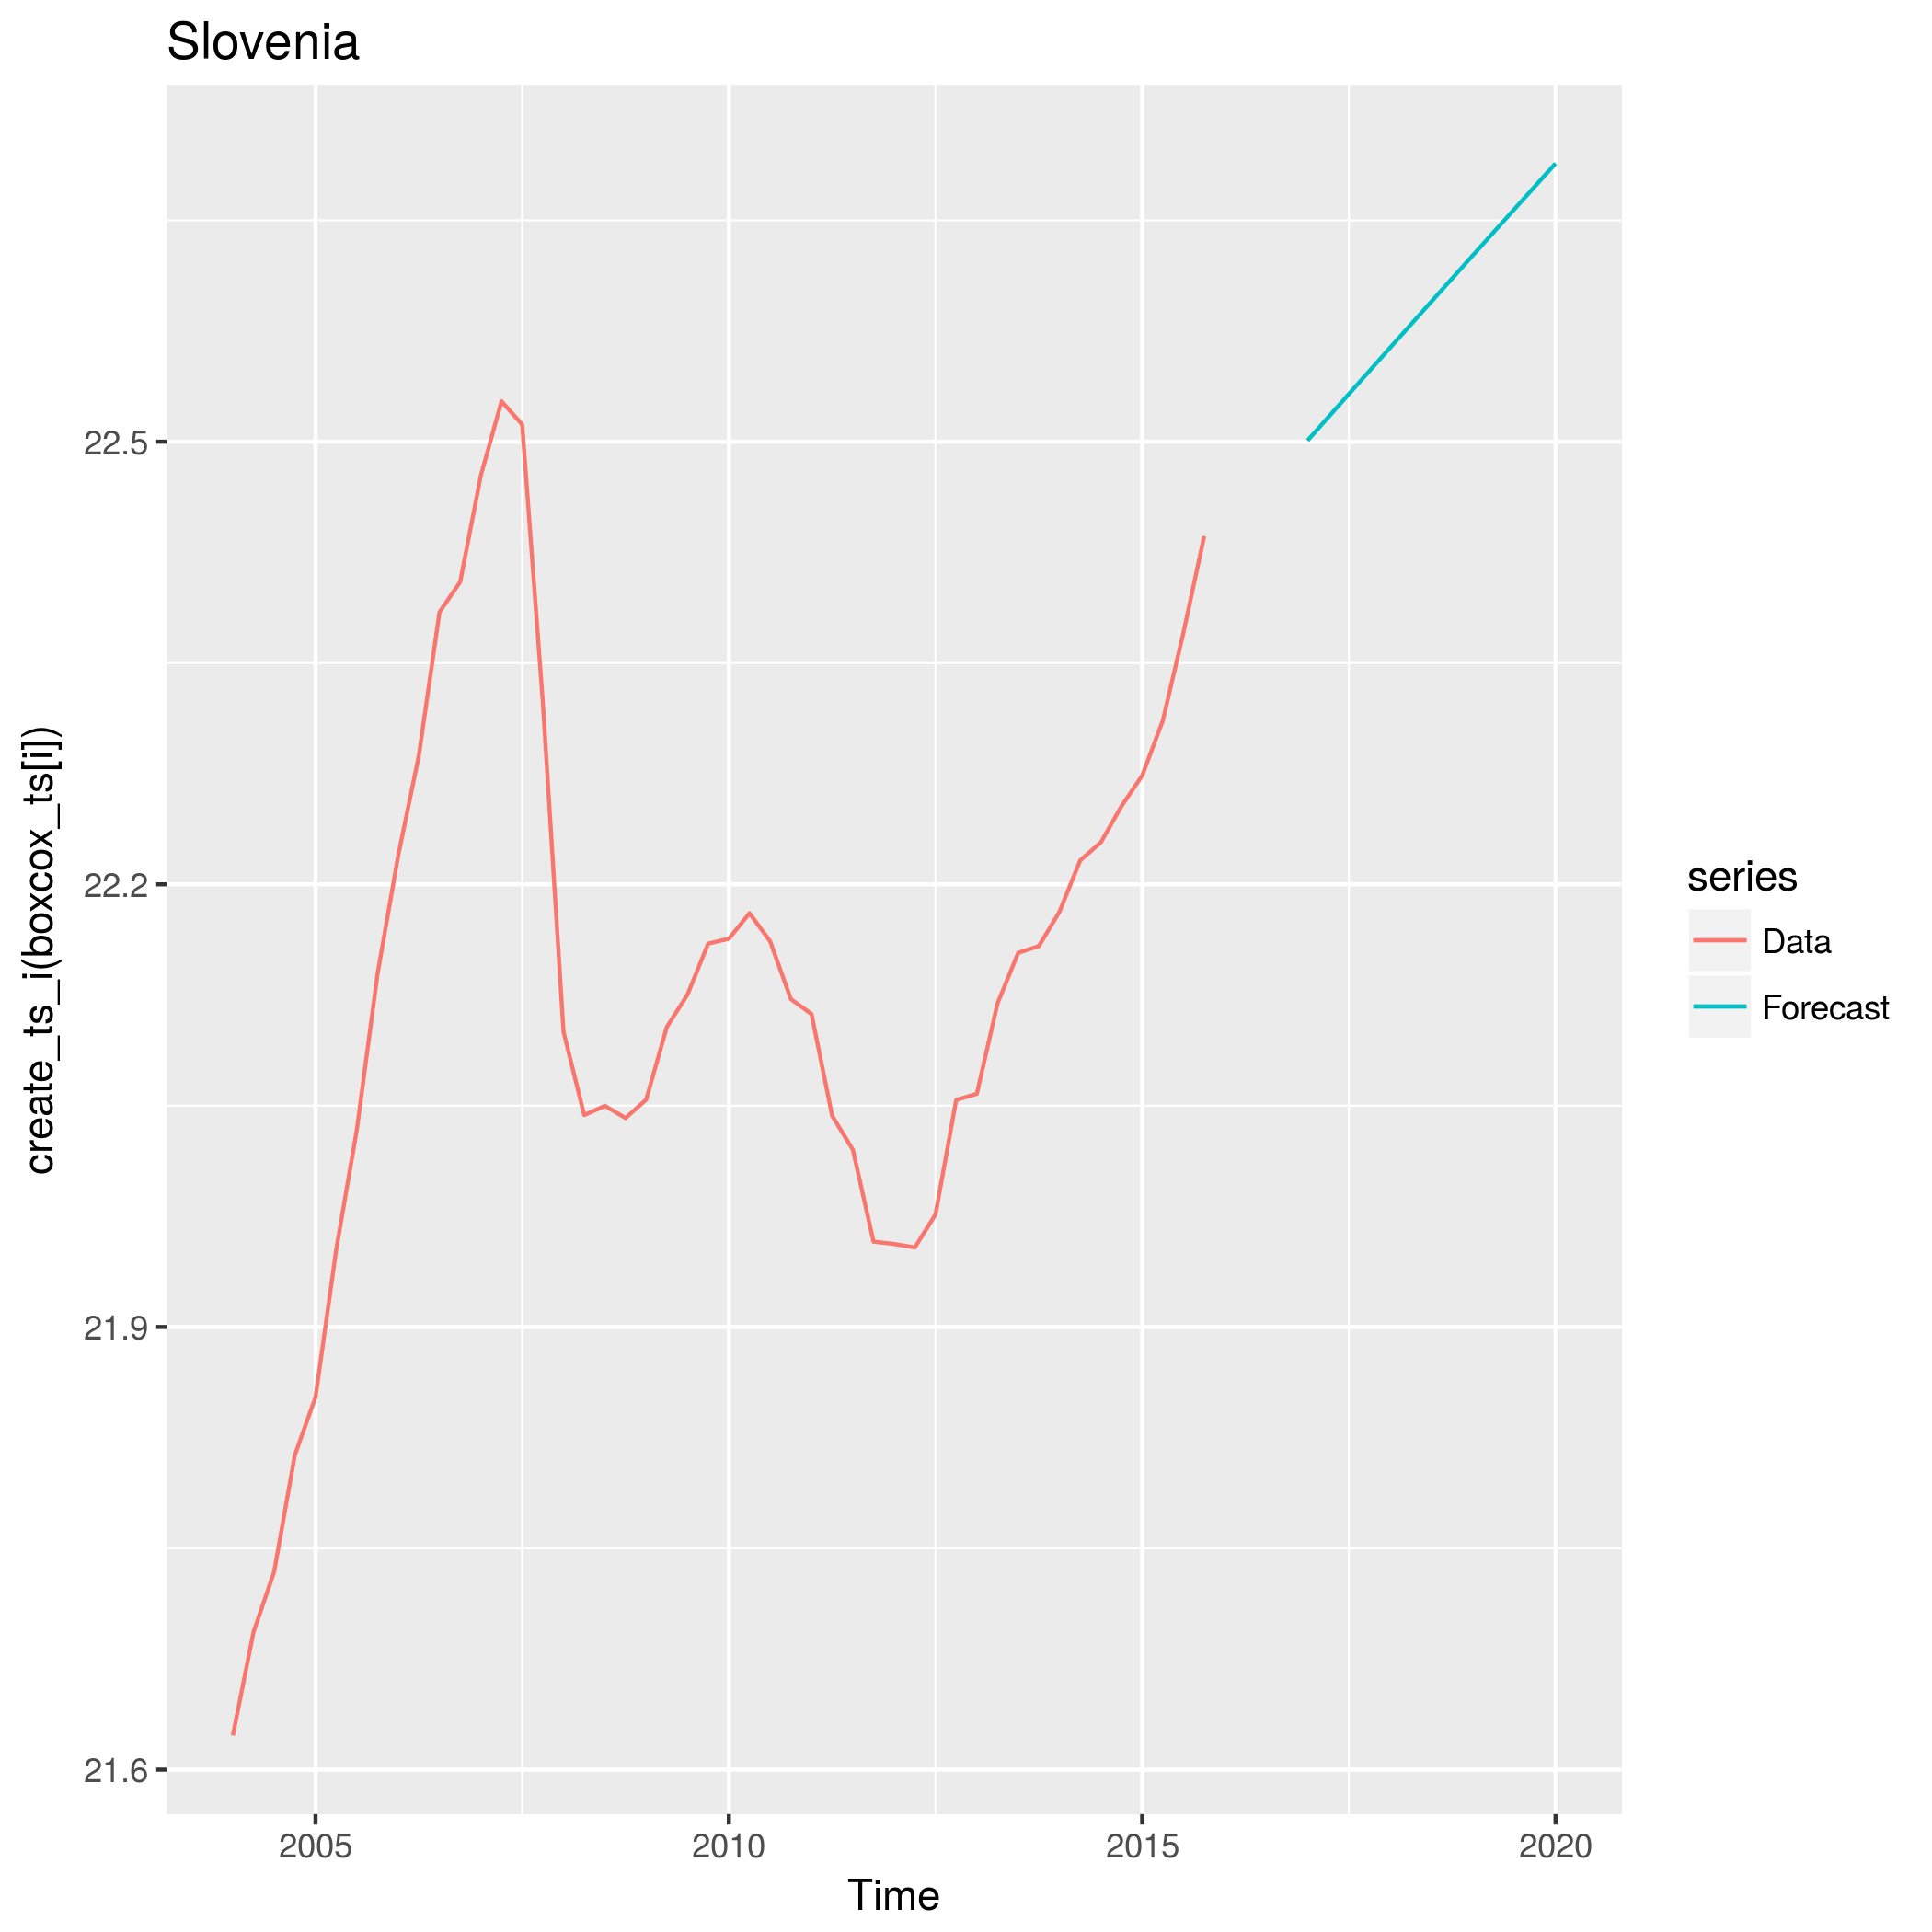 Slovenia
create_ts_i(boxcox_ts[i])
22.5
22.2
21.9
21.6
2005
2010
2015
2020
Time
series
Data
Forecast